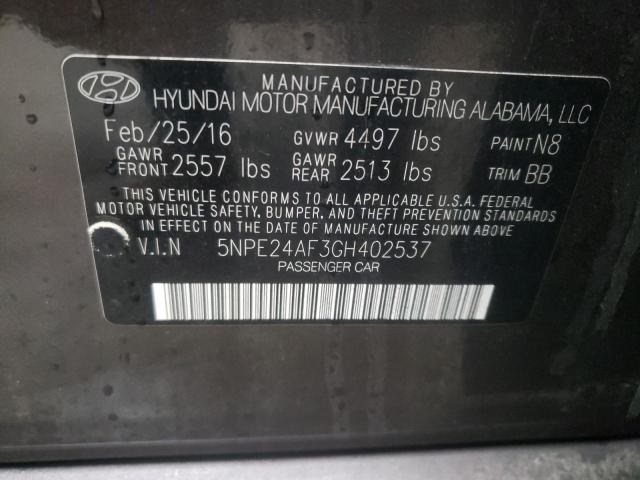 MANUFACTURED BY
HYUNDAI MOTOR MANUFACTURING ALABAMA, LLC
Feb/25/16 GVWR 4497 lbs PAINT N8
GAWR FRONT 2557 lbs GAWR REAR 2513 lbs TRIM BB
THIS VEHICLE CONFORMS TO ALL APPLICABLE U.S.A. FEDERAL
MOTOR VEHICLE SAFETY, BUMPER, AND THEFT PREVENTION STANDARDS
IN EFFECT ON THE DATE OF MANUFACTURE SHOWN ABOVE.
V.I.N 5NPE24AF3GH402537
PASSENGER CAR